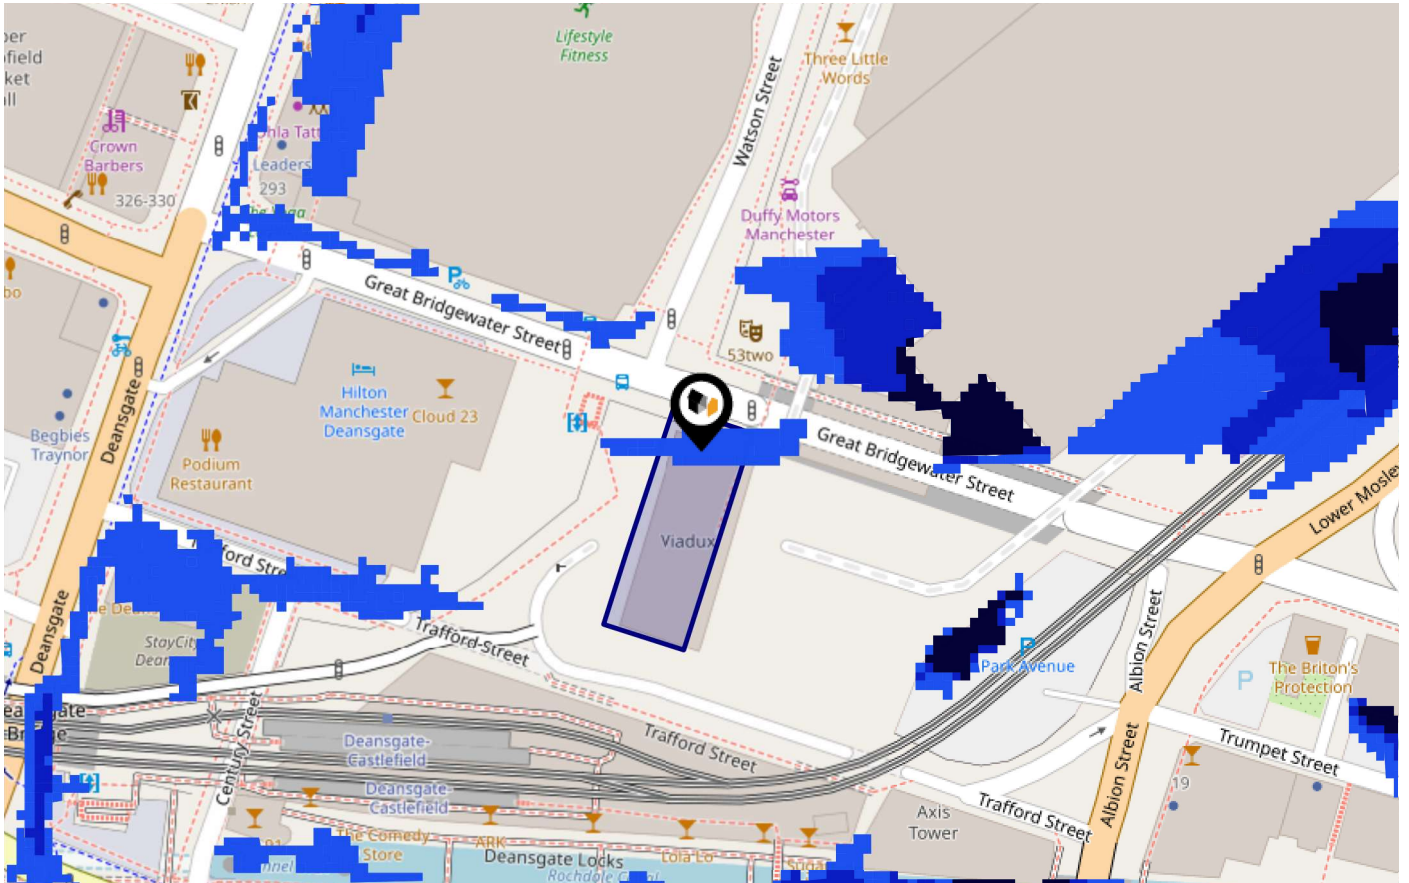 Lifestyle
Fitness
Three Little
Words
Watson Street
Crown
Barbers
326-330
Leaders
293
Duffy Motors
Manchester
Great Bridgewater Street
53two
Hilton
Manchester
Deansgate
Cloud 23
Deansgate
Begbies
Traynor
Podium
Restaurant
Great Bridgewater Street
Viadux
Trafford Street
Deansgate
StayCity
Albion Street
Park Avenue
The Briton's
Protection
Century Street
Deansgate-
Castlefield
Trafford Street
Trumpet Street
Deansgate-
Castlefield
19
Albion Street
Axis
Tower
Trafford Street
The Comedy
Store
ARK
Deansgate Locks
Lola Lo